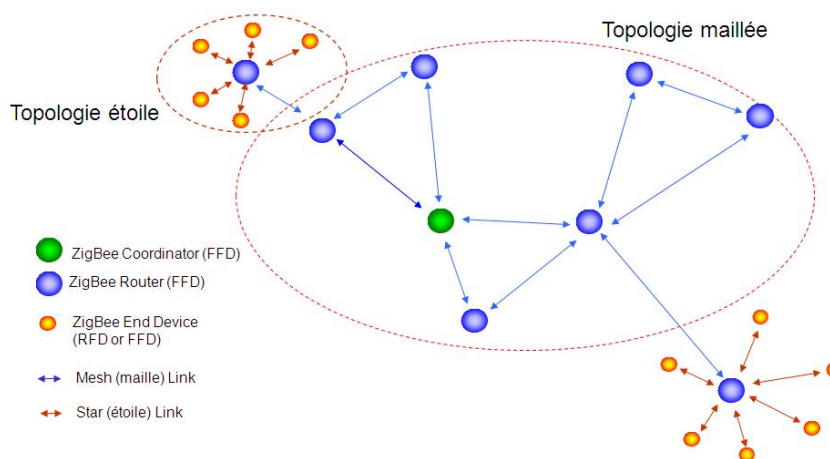 Topologie maillée
Topologie étoile
ZigBee Coordinator (FFD)
ZigBee Router (FFD)
ZigBee End Device
(RFD or FFD)
Mesh (maille) Link
Star (étoile) Link